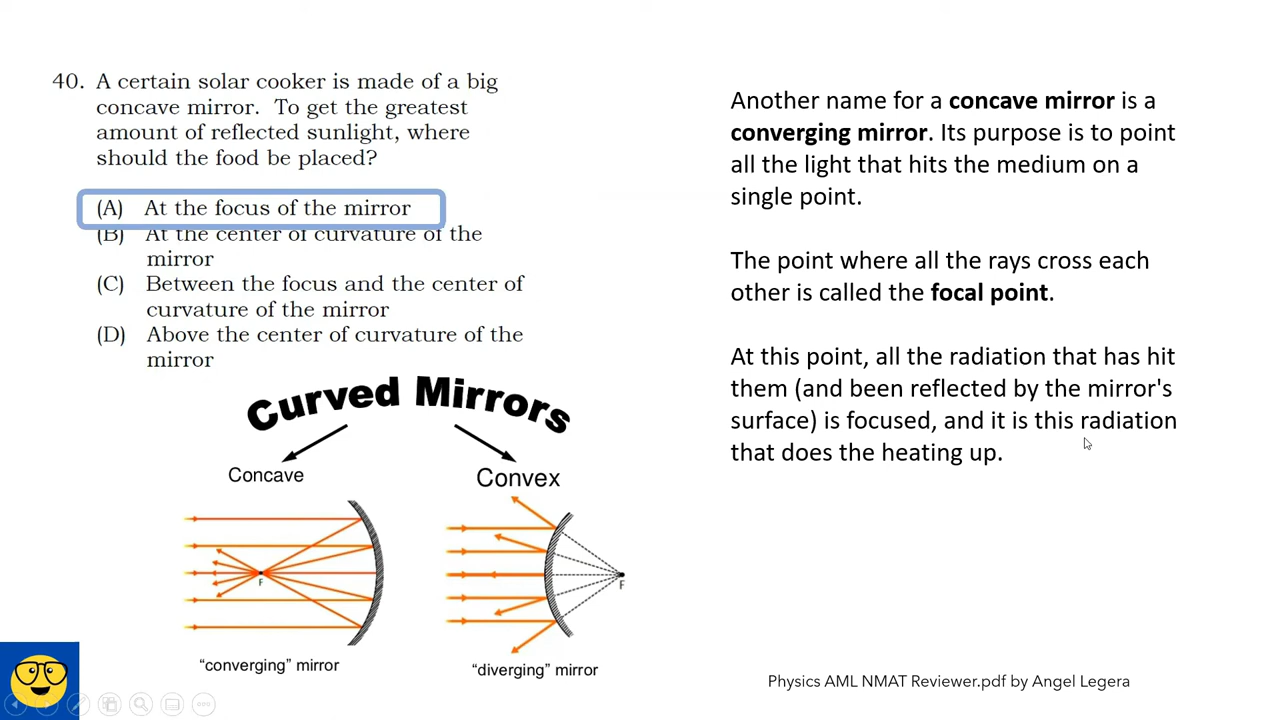 40. A certain solar cooker is made of a big
concave mirror. To get the greatest
amount of reflected sunlight, where
should the food be placed?
(A) At the focus of the mirror
(B) At the center of curvature of the
mirror
(C) Between the focus and the center of
curvature of the mirror
(D) Above the center of curvature of the
mirror
Curved Mirrors
Concave
Convex
F
F
“converging” mirror
“diverging” mirror
Another name for a concave mirror is a
converging mirror. Its purpose is to point
all the light that hits the medium on a
single point.
The point where all the rays cross each
other is called the focal point.
At this point, all the radiation that has hit
them (and been reflected by the mirror's
surface) is focused, and it is this radiation
that does the heating up.
Physics AML NMAT Reviewer.pdf by Angel Legera